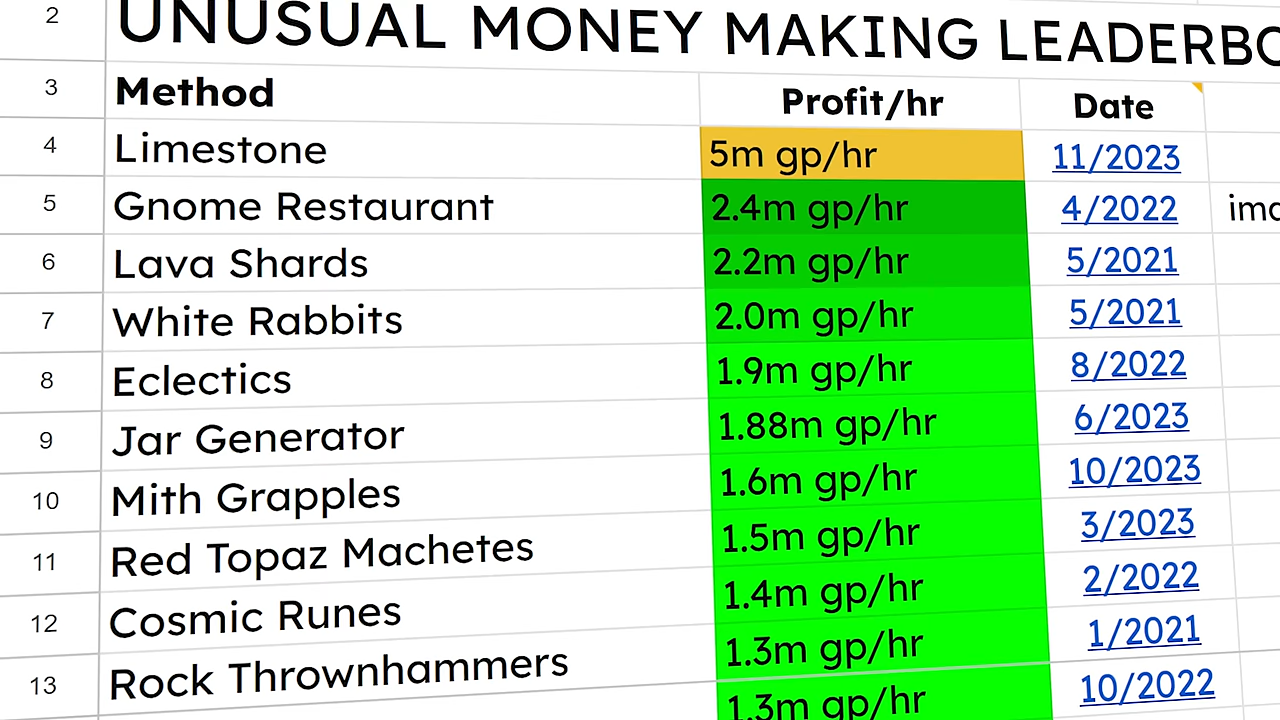 2 UNUSUAL MONEY MAKING LEADERBO
3 Method Profit/hr Date
4 Limestone 5m gp/hr 11/2023
5 Gnome Restaurant 2.4m gp/hr 4/2022
6 Lava Shards 2.2m gp/hr 5/2021
7 White Rabbits 2.0m gp/hr 5/2021
8 Eclectics 1.9m gp/hr 8/2022
9 Jar Generator 1.88m gp/hr 6/2023
10 Mith Grapples 1.6m gp/hr 10/2023
11 Red Topaz Machetes 1.5m gp/hr 3/2023
12 Cosmic Runes 1.4m gp/hr 2/2022
13 Rock Thrownhammers 1.3m gp/hr 1/2021
1.3m gp/hr 10/2022